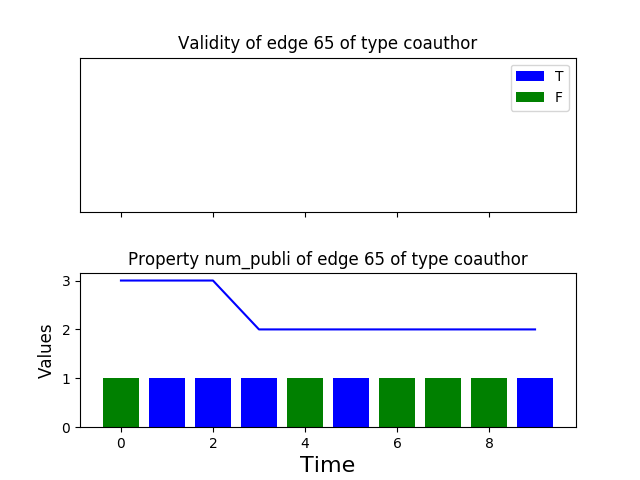 Validity of edge 65 of type coauthor
T
F
Property num_publi of edge 65 of type coauthor
3
2
1
0
Values
0 2 4 6 8
Time